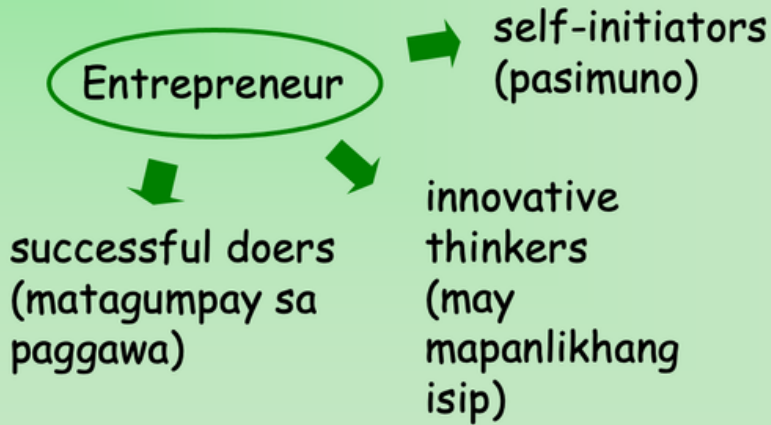 Entrepreneur
self-initiators
(pasimuno)
successful doers
(matagumpay sa
paggawa)
innovative
thinkers
(may
mapanlikhang
isip)